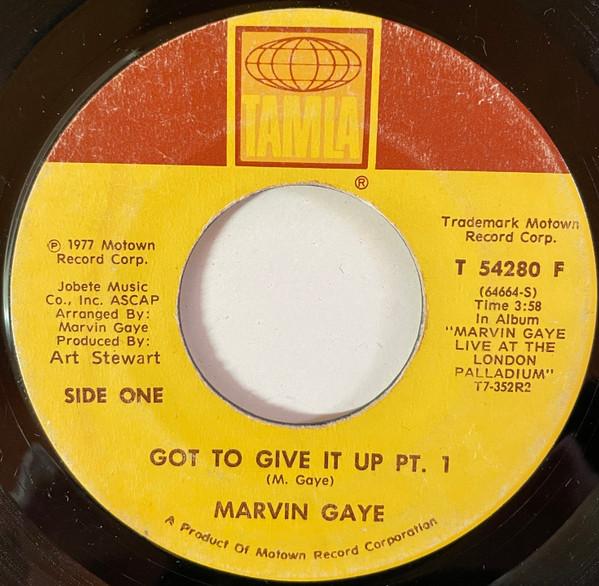 TAMLA
®
℗ 1977 Motown
Record Corp.
Jobete Music
Co., Inc. ASCAP
Arranged By:
Marvin Gaye
Produced By:
Art Stewart
SIDE ONE
Trademark Motown
Record Corp.
T 54280 F
(64664-S)
Time 3:58
In Album
"MARVIN GAYE
LIVE AT THE
LONDON
PALLADIUM"
T7-352R2
GOT TO GIVE IT UP PT. 1
(M. Gaye)
MARVIN GAYE
A Product Of Motown Record Corporation